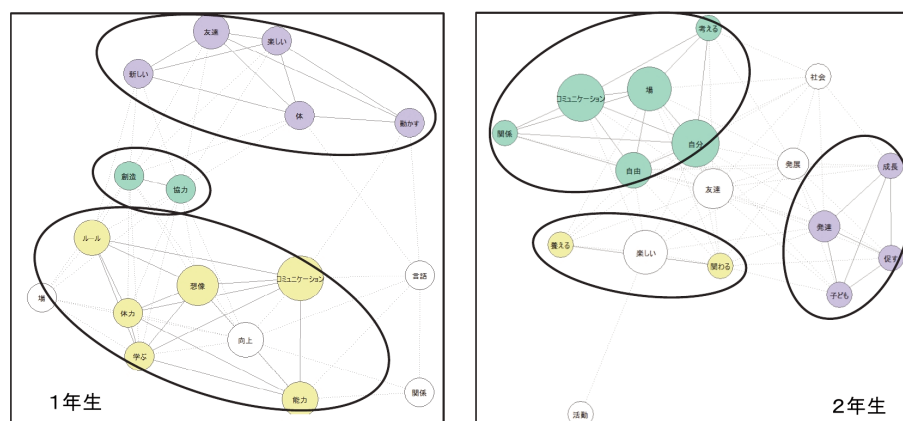 友達
楽しい
新しい
体
動かす
創造
協力
ルール
想像
コミュニケーション
言語
場
体力
向上
学ぶ
関係
能力
1年生
考える
社会
場
コミュニケーション
関係
自分
自由
発展
成長
友達
発達
養える
楽しい
関わる
促す
子ども
活動
2年生